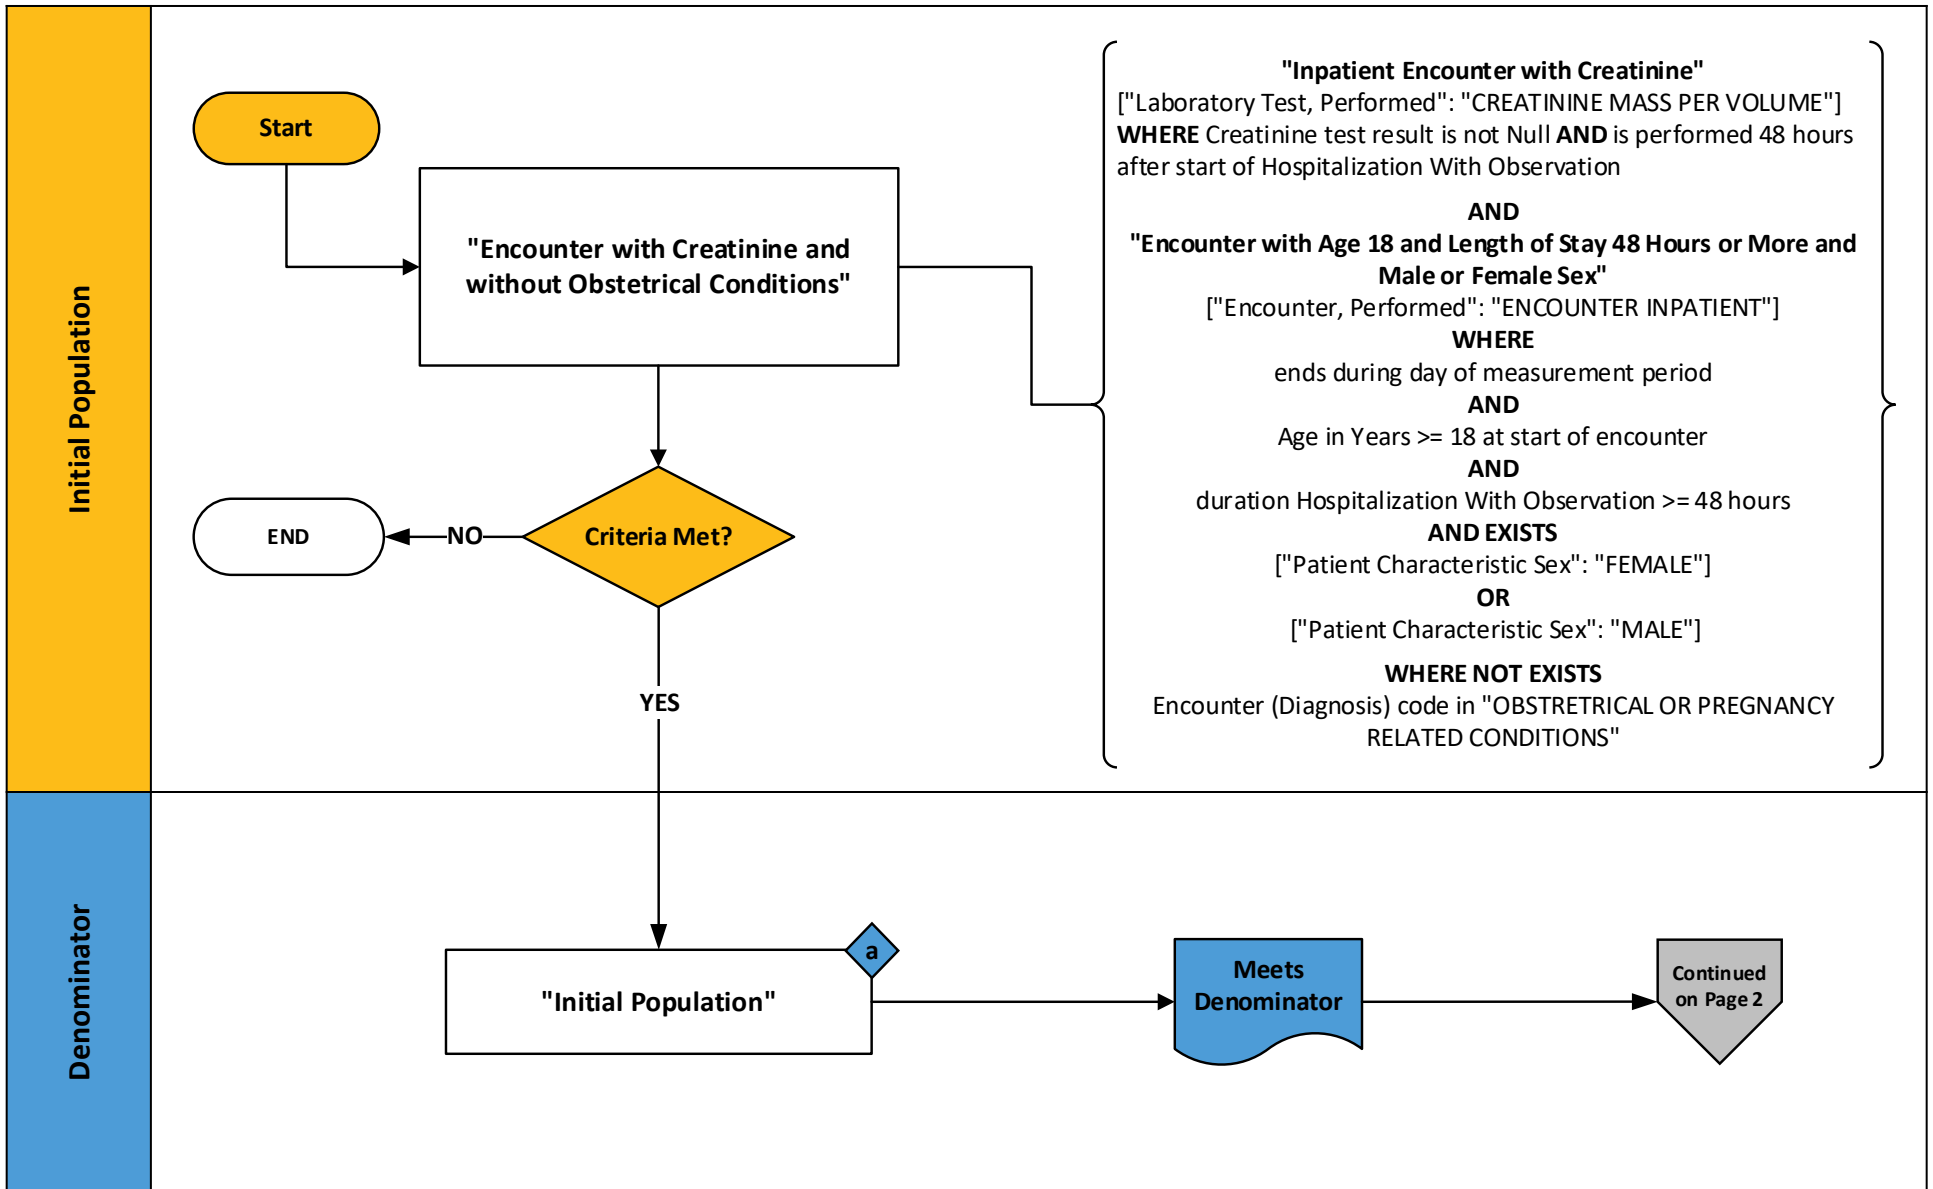 Initial Population
Start
"Encounter with Creatinine and
without Obstetrical Conditions"
Criteria Met?
NO
END
YES
"Inpatient Encounter with Creatinine"
["Laboratory Test, Performed": "CREATININE MASS PER VOLUME"]
WHERE Creatinine test result is not Null AND is performed 48 hours
after start of Hospitalization With Observation
AND
"Encounter with Age 18 and Length of Stay 48 Hours or More and
Male or Female Sex"
["Encounter, Performed": "ENCOUNTER INPATIENT"]
WHERE
ends during day of measurement period
AND
Age in Years >= 18 at start of encounter
AND
duration Hospitalization With Observation >= 48 hours
AND EXISTS
["Patient Characteristic Sex": "FEMALE"]
OR
["Patient Characteristic Sex": "MALE"]
WHERE NOT EXISTS
Encounter (Diagnosis) code in "OBSTRETRICAL OR PREGNANCY
RELATED CONDITIONS"
Denominator
"Initial Population"
a
Meets
Denominator
Continued
on Page 2